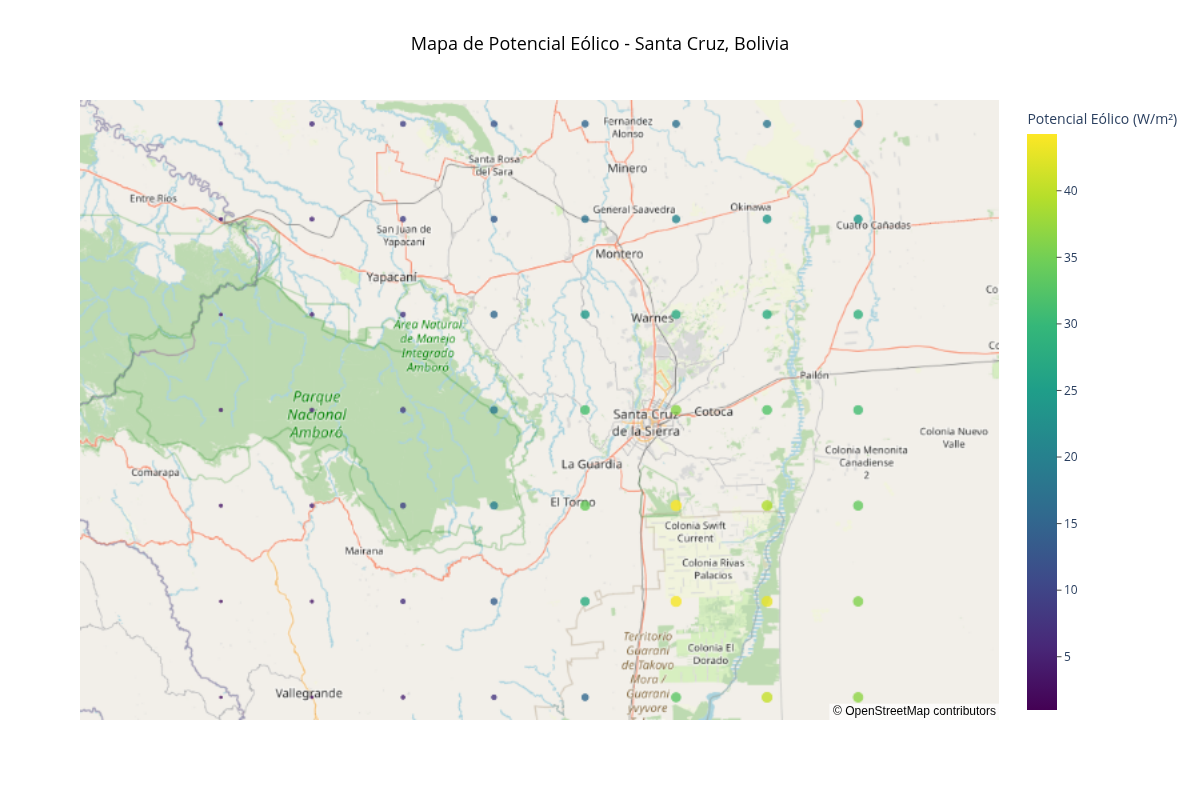 Mapa de Potencial Eólico - Santa Cruz, Bolivia
Potencial Eólico (W/m²)
40
35
30
25
20
15
10
5
Fernandez
Alonso
Santa Rosa
del Sara
Minero
Entre Ríos
General Saavedra
Okinawa
San Juan de
Yapacaní
Cuatro Cañadas
Montero
Yapacaní
Co
Área Natural
de Manejo
Integrado
Amboró
Warnes
Co
Pailón
Parque
Nacional
Amboró
Santa Cruz
de la Sierra
Cotoca
Colonia Nuevo
Valle
Colonia Menonita
Canadiense
2
La Guardia
Comarapa
El Torno
Colonia Swift
Current
Mairana
Colonia Rivas
Palacios
Territorio
Guaraní
de Takovo
Mora /
Guarani
yvyvore
Colonia El
Dorado
Vallegrande
© OpenStreetMap contributors